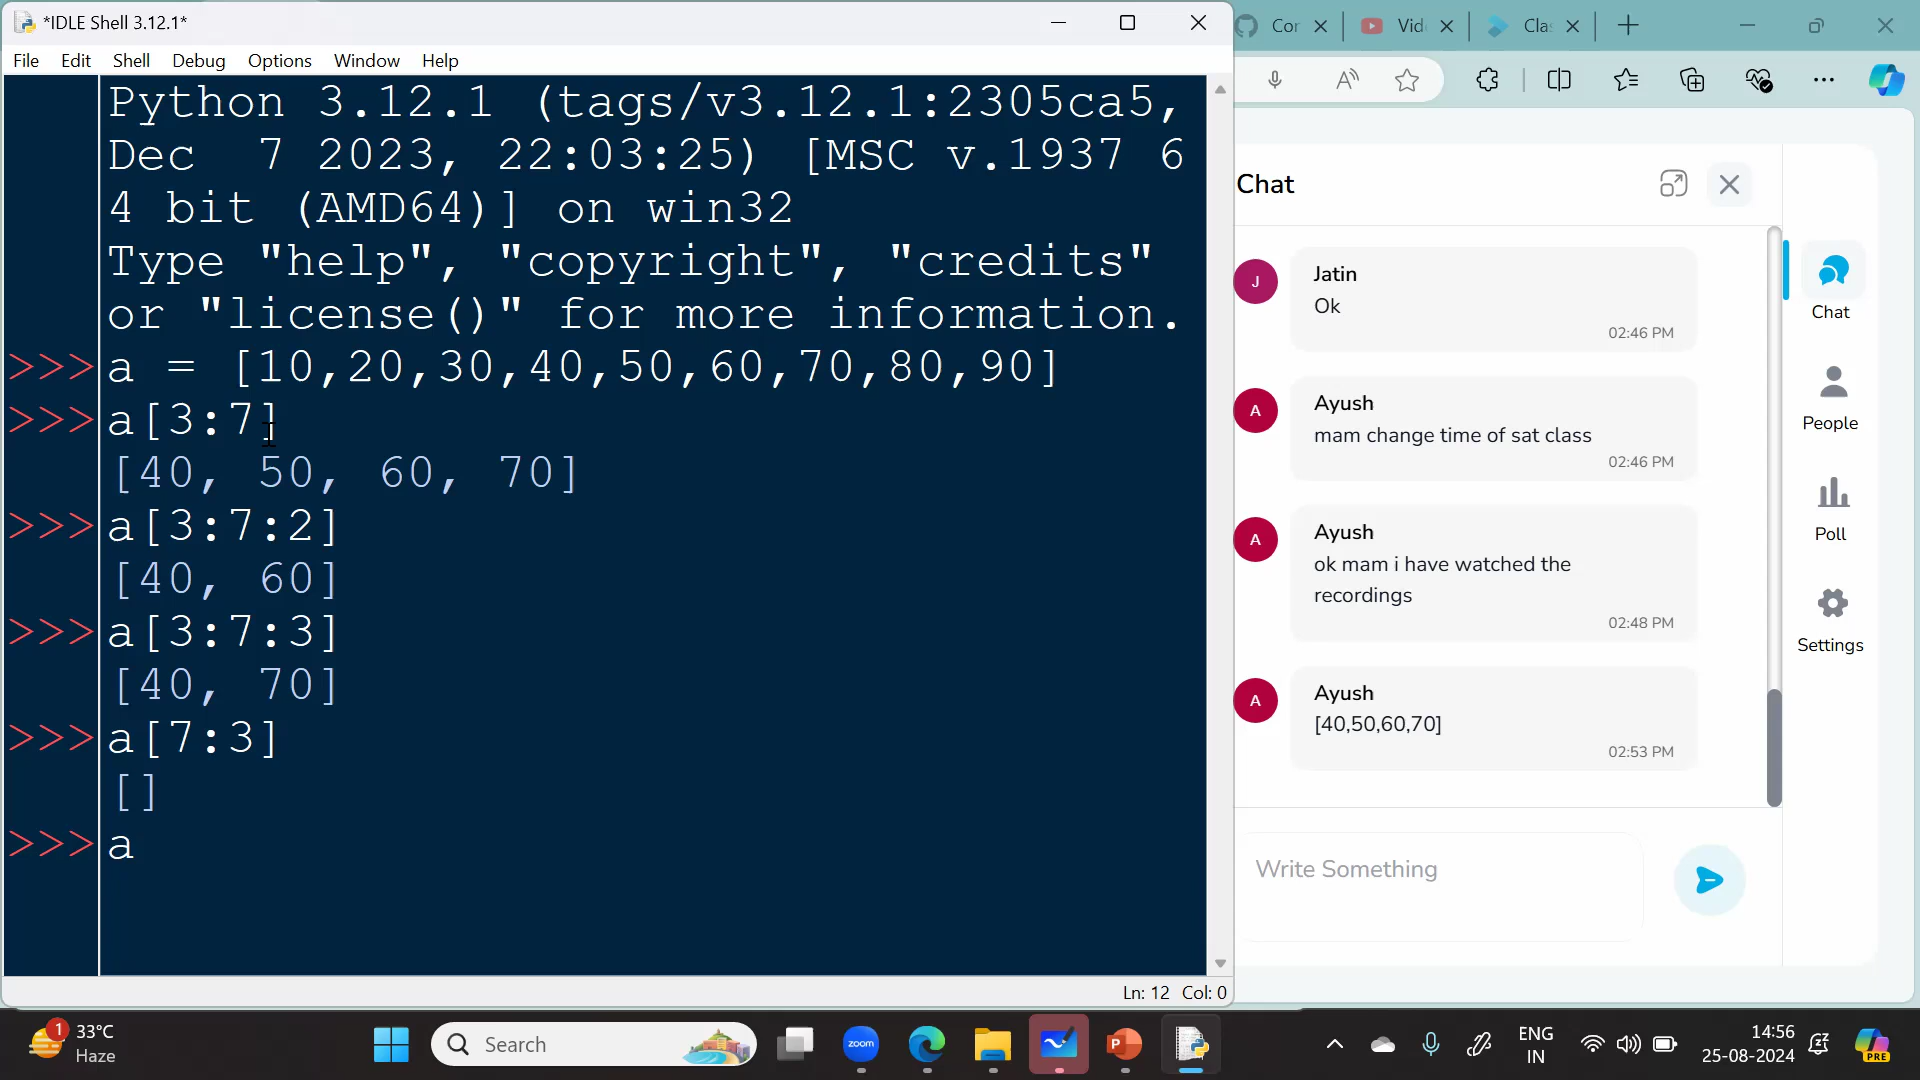 *IDLE Shell 3.12.1*
File Edit Shell Debug Options Window Help
Python 3.12.1 (tags/v3.12.1:2305ca5,
Dec  7 2023, 22:03:25) [MSC v.1937 6
4 bit (AMD64)] on win32
Type "help", "copyright", "credits"
or "license()" for more information.
>>> a = [10,20,30,40,50,60,70,80,90]
>>> a[3:7]
[40, 50, 60, 70]
>>> a[3:7:2]
[40, 60]
>>> a[3:7:3]
[40, 70]
>>> a[7:3]
[]
>>> a
Ln: 12 Col: 0
Cor
Vid
Clas
Chat
J
Jatin
Ok
02:46 PM
A
Ayush
mam change time of sat class
02:46 PM
A
Ayush
ok mam i have watched the
recordings
02:48 PM
A
Ayush
[40,50,60,70]
02:53 PM
Write Something
Chat
People
Poll
Settings
1
33°C
Haze
Search
zoom
ENG
IN
14:56
25-08-2024
PRE